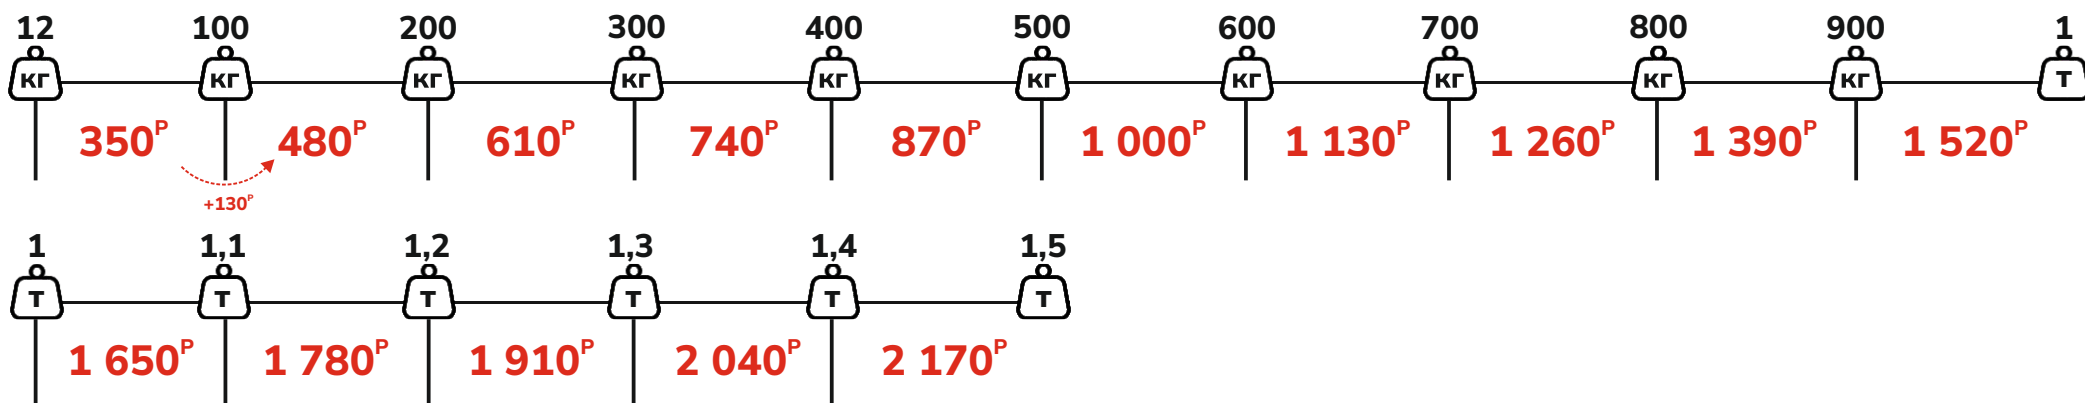 12 100 200 300 400 500 600 700 800 900 1
КГ КГ КГ КГ КГ КГ КГ КГ КГ КГ Т
350Р 480Р 610Р 740Р 870Р 1 000Р 1 130Р 1 260Р 1 390Р 1 520Р
+130Р
1 1,1 1,2 1,3 1,4 1,5
Т Т Т Т Т Т
1 650Р 1 780Р 1 910Р 2 040Р 2 170Р